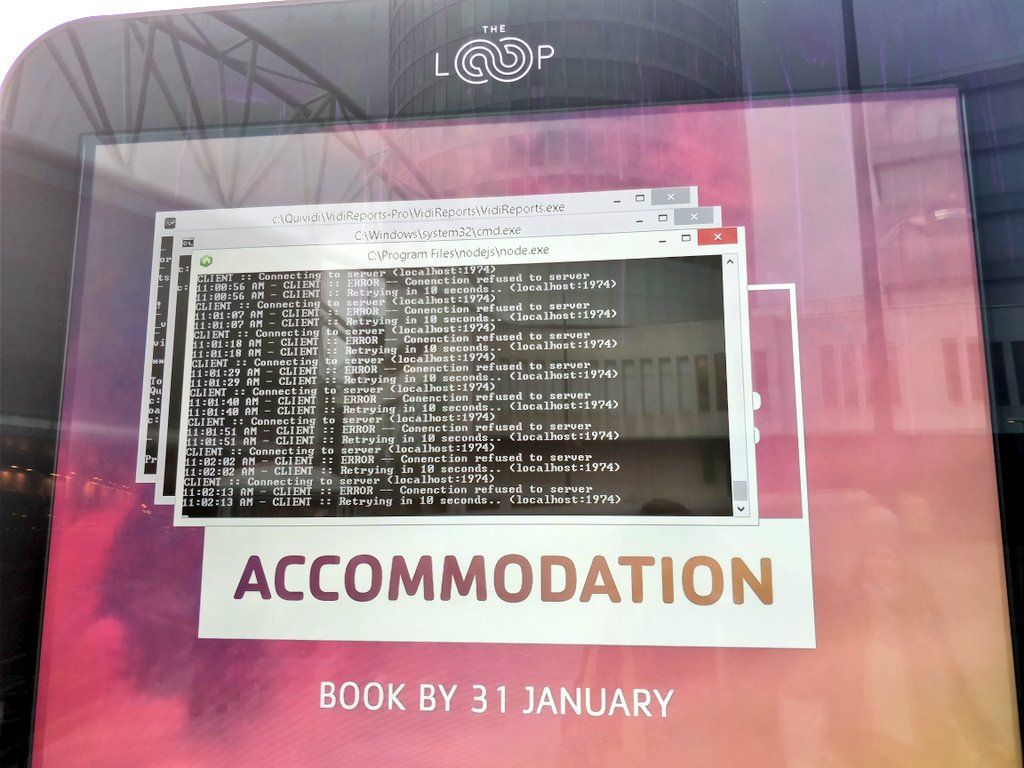 THE
LOOP
c:\Quividi\VidiReports-Pro\VidiReports\VidiReports.exe
C:\Windows\system32\cmd.exe
C:\Program Files\nodejs\node.exe
CLIENT :: Connecting to server (localhost:1974)
11:00:56 AM - CLIENT :: ERROR -- Conenction refused to server
11:00:56 AM - CLIENT :: Retrying in 10 seconds.. (localhost:1974)
CLIENT :: Connecting to server (localhost:1974)
11:01:07 AM - CLIENT :: ERROR -- Conenction refused to server
11:01:07 AM - CLIENT :: Retrying in 10 seconds.. (localhost:1974)
CLIENT :: Connecting to server (localhost:1974)
11:01:18 AM - CLIENT :: ERROR -- Conenction refused to server
11:01:18 AM - CLIENT :: Retrying in 10 seconds.. (localhost:1974)
CLIENT :: Connecting to server (localhost:1974)
11:01:29 AM - CLIENT :: ERROR -- Conenction refused to server
11:01:29 AM - CLIENT :: Retrying in 10 seconds.. (localhost:1974)
CLIENT :: Connecting to server (localhost:1974)
11:01:40 AM - CLIENT :: ERROR -- Conenction refused to server
11:01:40 AM - CLIENT :: Retrying in 10 seconds.. (localhost:1974)
CLIENT :: Connecting to server (localhost:1974)
11:01:51 AM - CLIENT :: ERROR -- Conenction refused to server
11:01:51 AM - CLIENT :: Retrying in 10 seconds.. (localhost:1974)
CLIENT :: Connecting to server (localhost:1974)
11:02:02 AM - CLIENT :: ERROR -- Conenction refused to server
11:02:02 AM - CLIENT :: Retrying in 10 seconds.. (localhost:1974)
CLIENT :: Connecting to server (localhost:1974)
11:02:13 AM - CLIENT :: ERROR -- Conenction refused to server
11:02:13 AM - CLIENT :: Retrying in 10 seconds.. (localhost:1974)
ACCOMMODATION
BOOK BY 31 JANUARY